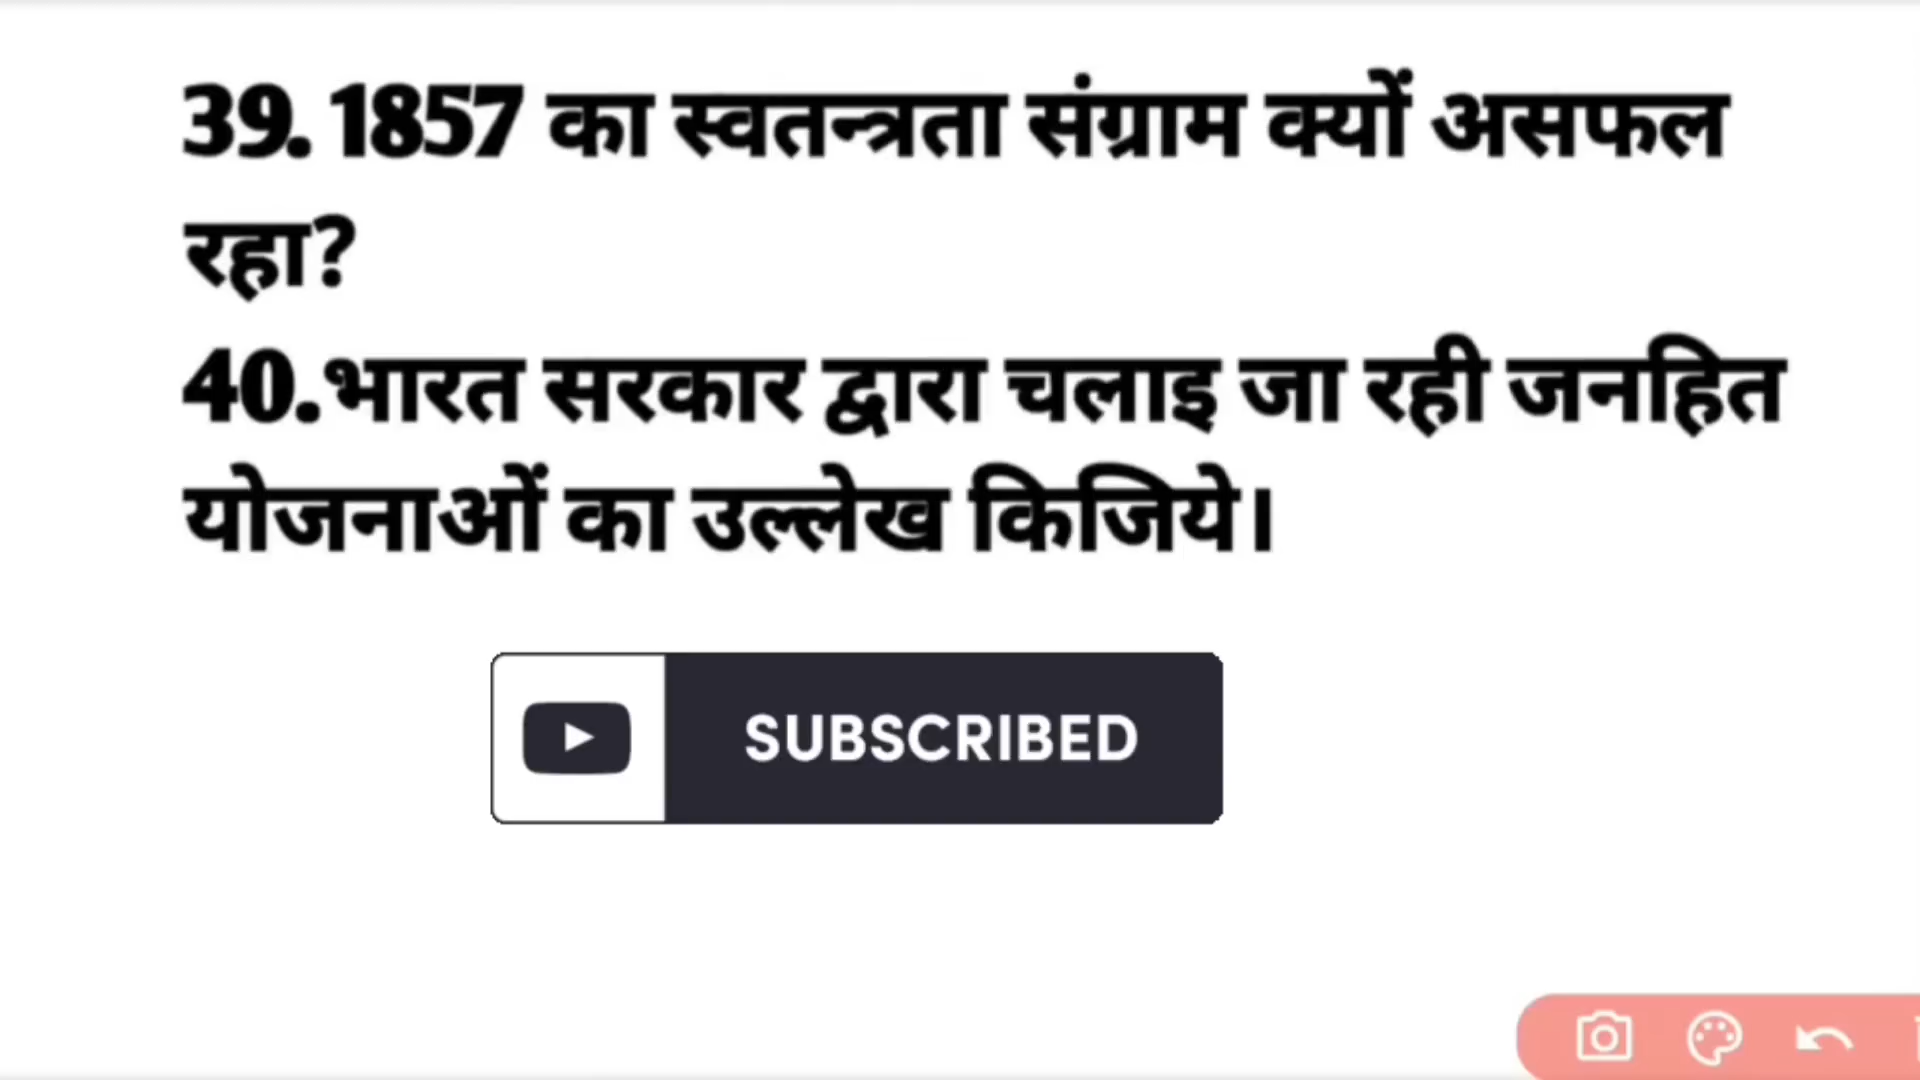 39. 1857 का स्वतन्त्रता संग्राम क्यों असफल
रहा?
40.भारत सरकार द्वारा चलाइ जा रही जनहित
योजनाओं का उल्लेख किजिये।
SUBSCRIBED